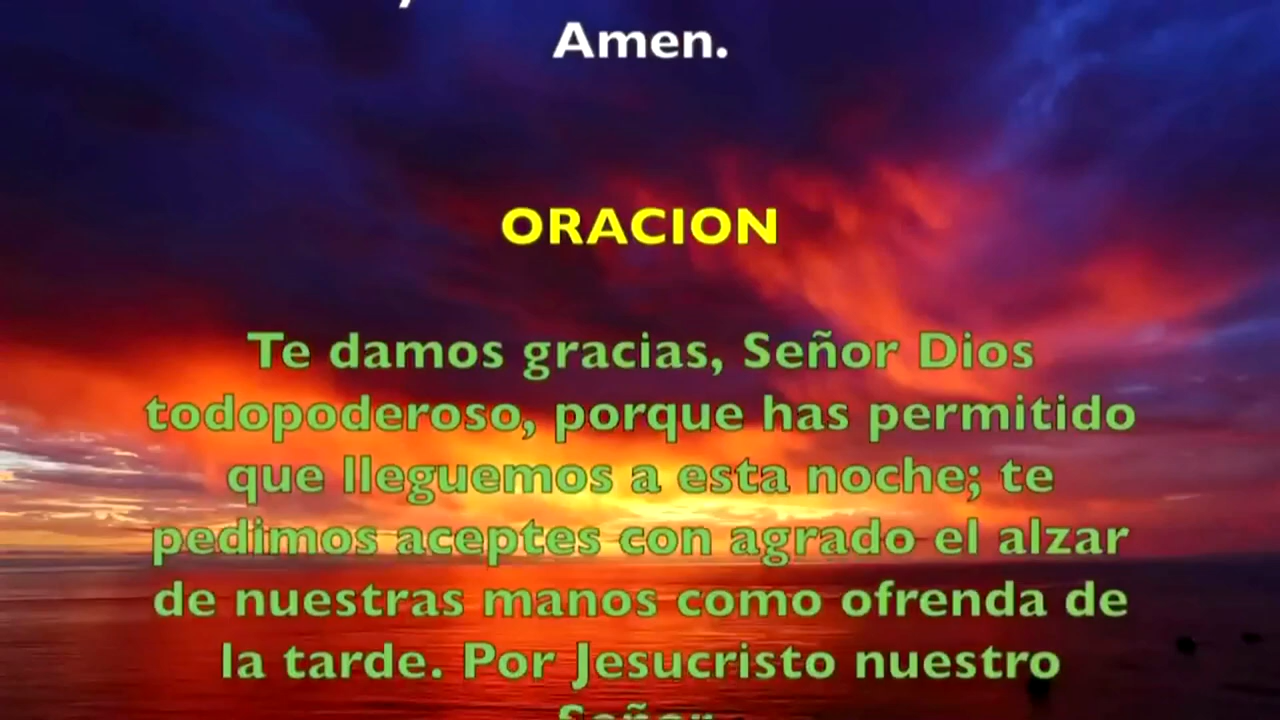 Amen.
ORACION
Te damos gracias, Señor Dios
todopoderoso, porque has permitido
que lleguemos a esta noche; te
pedimos aceptes con agrado el alzar
de nuestras manos como ofrenda de
la tarde. Por Jesucristo nuestro
Señor